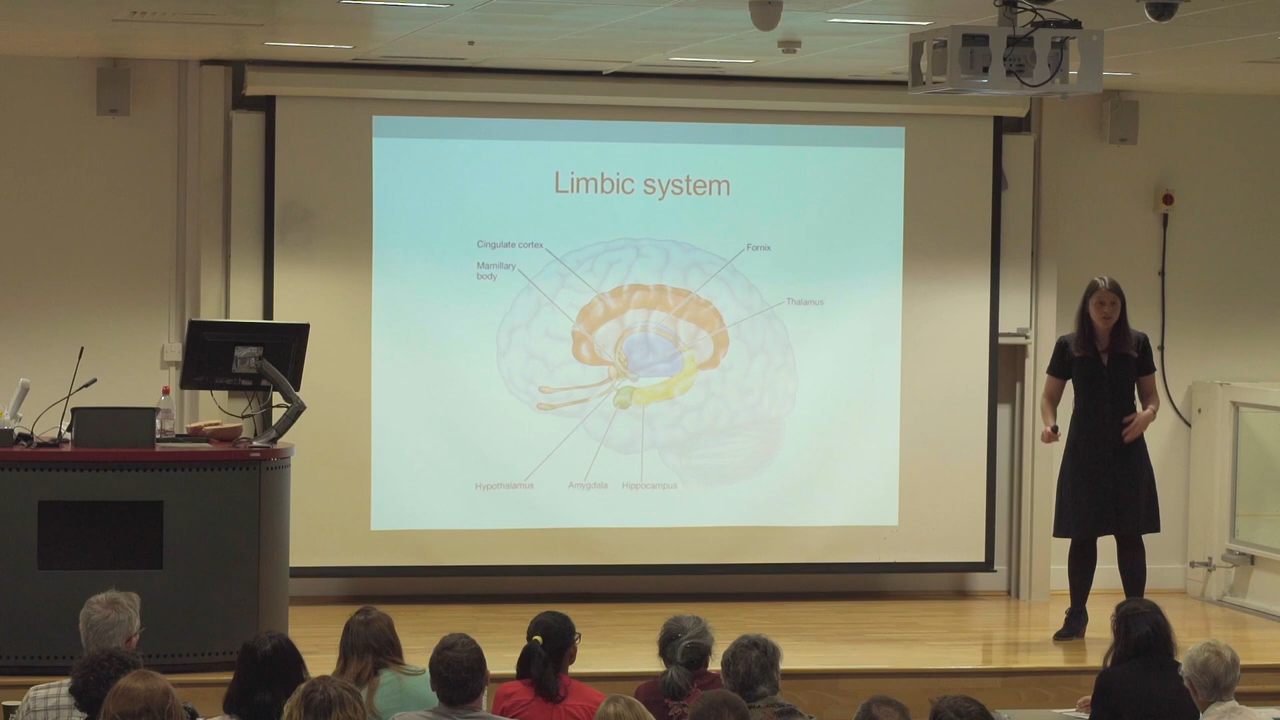 Limbic system
Cingulate cortex
Fornix
Mamillary
body
Thalamus
Hypothalamus
Amygdala
Hippocampus